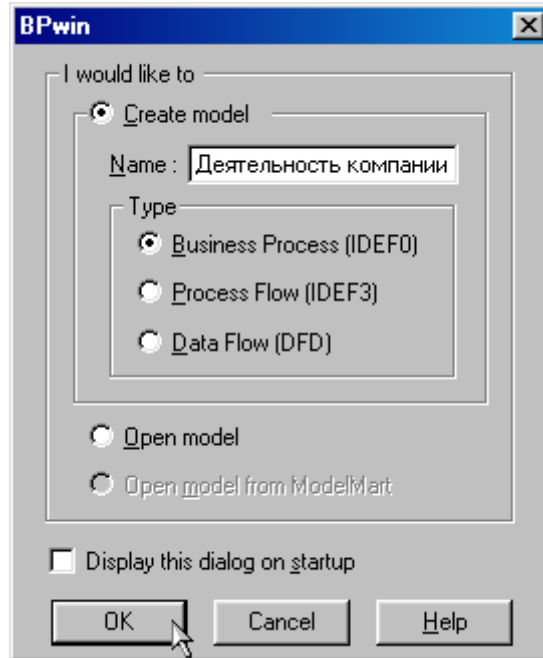 BPwin
I would like to
Create model
Name : Деятельность компании
Type
Business Process (IDEF0)
Process Flow (IDEF3)
Data Flow (DFD)
Open model
Open model from ModelMart
Display this dialog on startup
OK Cancel Help